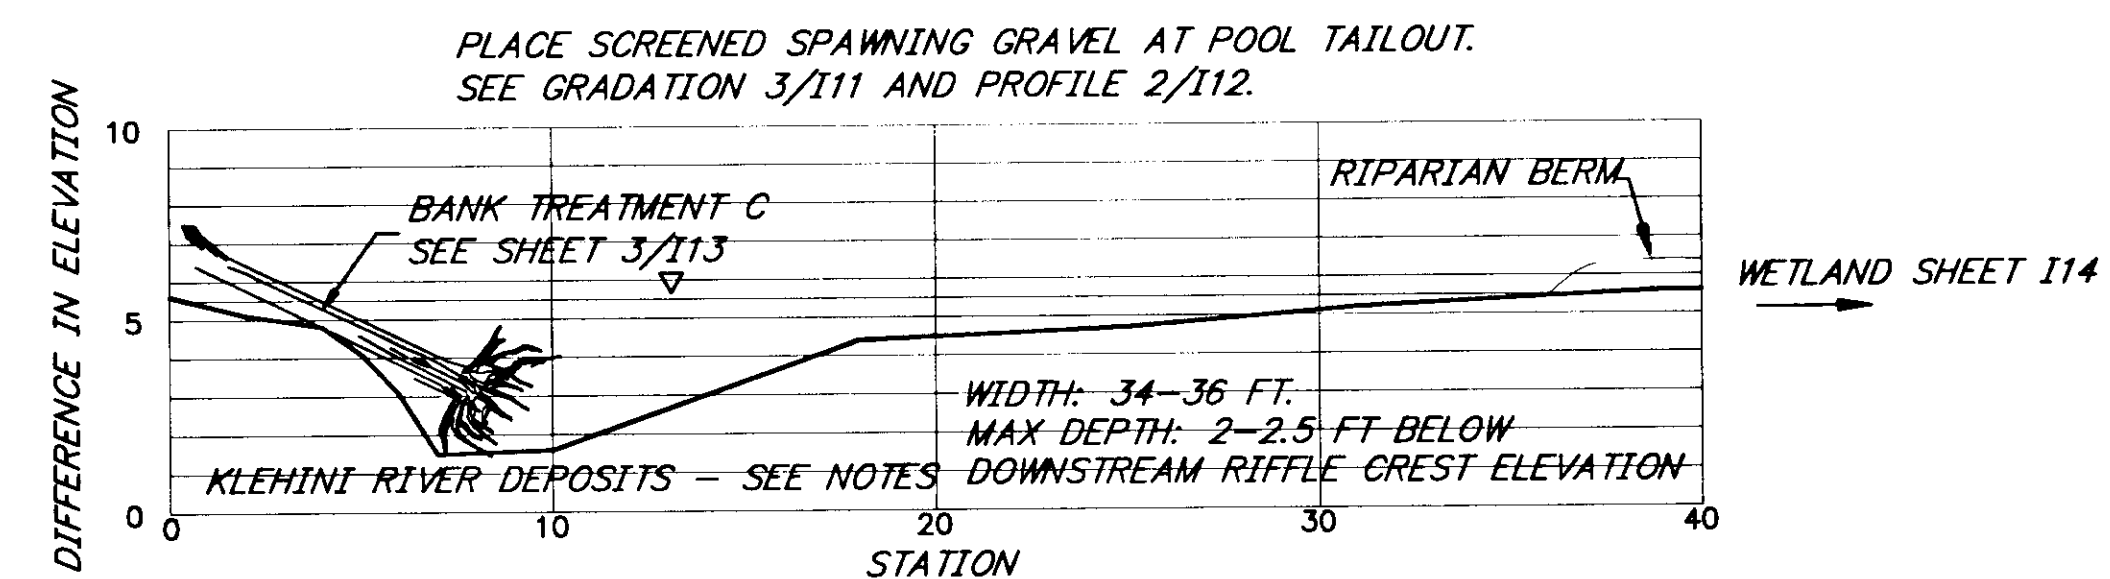 PLACE SCREENED SPAWNING GRAVEL AT POOL TAILOUT.
SEE GRADATION 3/I11 AND PROFILE 2/I12.
DIFFERENCE IN ELEVATION
10
5
0
BANK TREATMENT C
SEE SHEET 3/I13
RIPARIAN BERM
WETLAND SHEET I14
WIDTH: 34-36 FT.
MAX DEPTH: 2-2.5 FT BELOW
DOWNSTREAM RIFFLE CREST ELEVATION
KLEHINI RIVER DEPOSITS - SEE NOTES
0 10 20 30 40
STATION